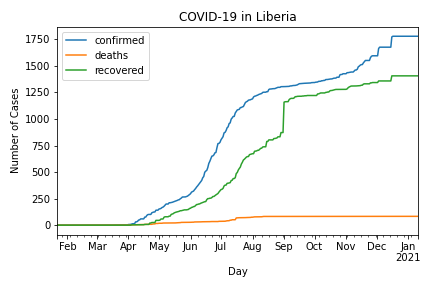 COVID-19 in Liberia
confirmed
deaths
recovered
Number of Cases
1750
1500
1250
1000
750
500
250
0
Feb Mar Apr May Jun Jul Aug Sep Oct Nov Dec Jan
2021
Day